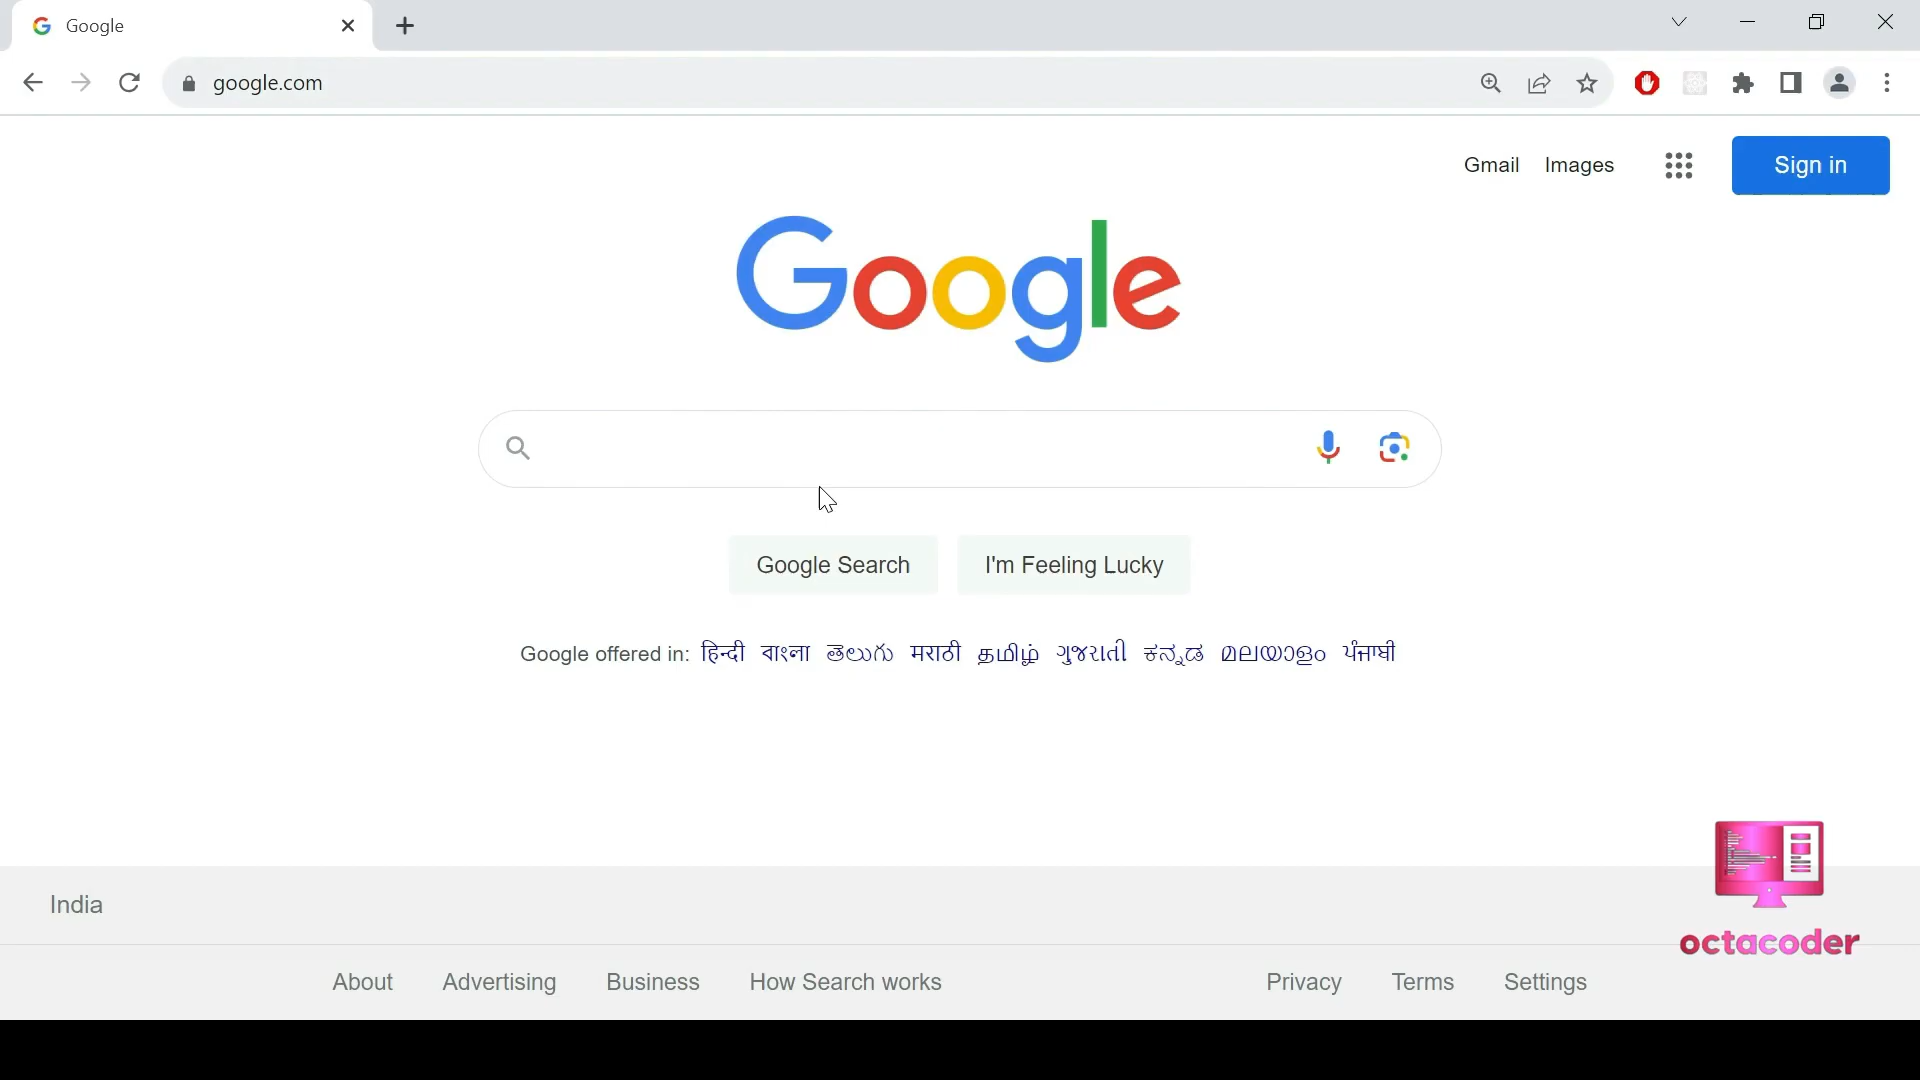 Google
google.com
Gmail Images Sign in
Google
Google Search I'm Feeling Lucky
Google offered in: हिन्दी বাংলা తెలుగు मराठी தமிழ் ગુજરાતી ಕನ್ನಡ മലയാളം ਪੰਜਾਬੀ
India
octacoder
About Advertising Business How Search works Privacy Terms Settings